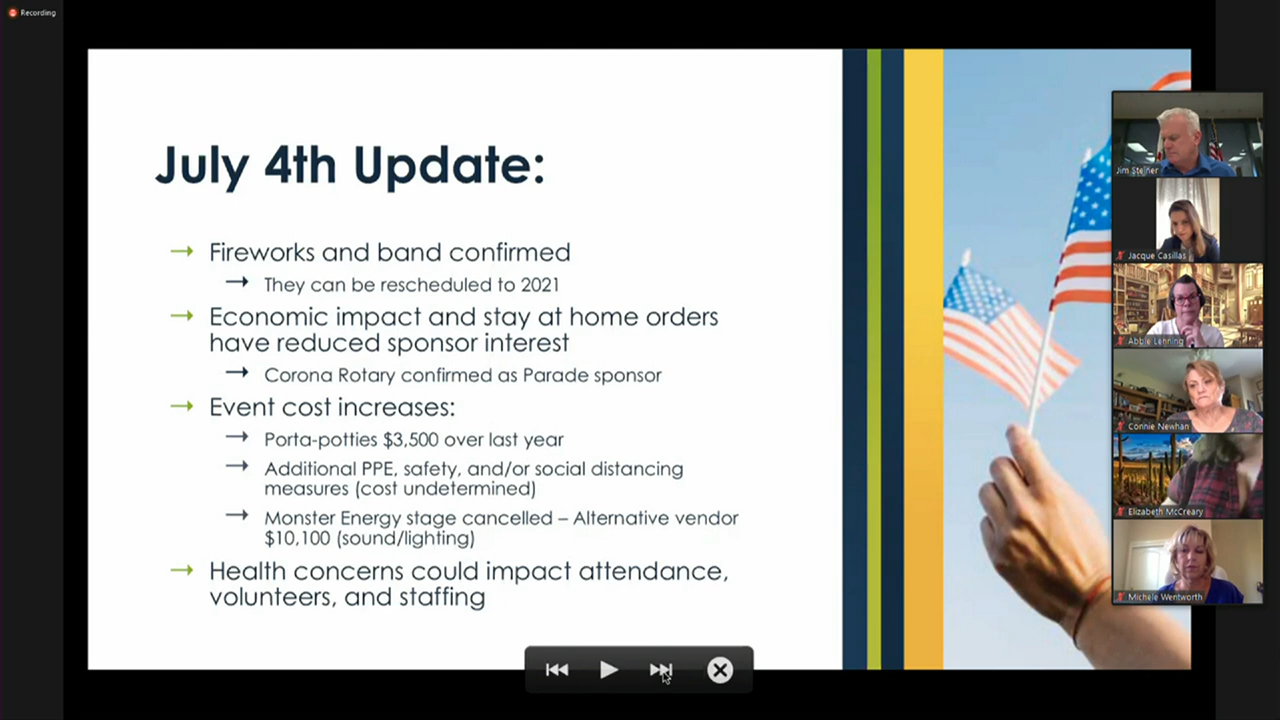 Recording
July 4th Update:
→ Fireworks and band confirmed
→ They can be rescheduled to 2021
→ Economic impact and stay at home orders
have reduced sponsor interest
→ Corona Rotary confirmed as Parade sponsor
→ Event cost increases:
→ Porta-potties $3,500 over last year
→ Additional PPE, safety, and/or social distancing
measures (cost undetermined)
→ Monster Energy stage cancelled – Alternative vendor
$10,100 (sound/lighting)
→ Health concerns could impact attendance,
volunteers, and staffing
Jim Steiner
Jacque Casillas
Abbie Lenning
Connie Newhan
Elizabeth McCreary
Michele Wentworth